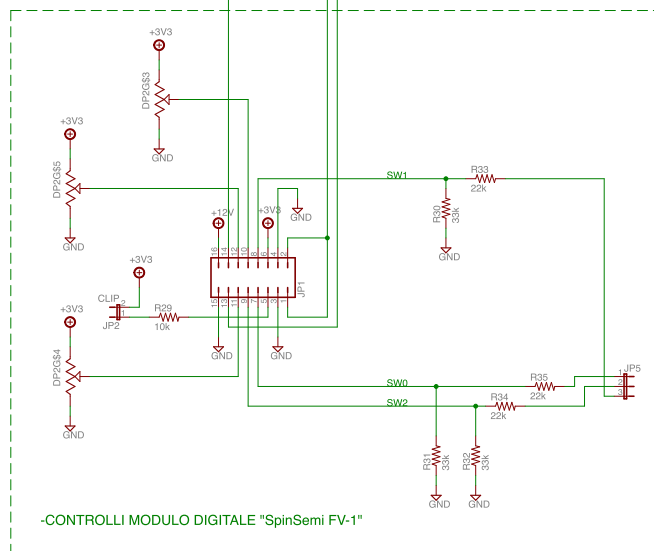 +3V3
DP2G$3
GND
+3V3
DP2G$5
GND
SW1
R33
22k
R30
33k
GND
+12V
+3V3
GND
16
14
12
10
8
6
4
2
JP1
15
13
11
9
7
5
3
1
+3V3
CLIP
2
1
JP2
R29
10k
GND
GND
+3V3
DP2G$4
GND
SW0
R35
22k
SW2
R34
22k
JP5
1
2
3
R31
33k
R32
33k
GND
GND
-CONTROLLI MODULO DIGITALE "SpinSemi FV-1"